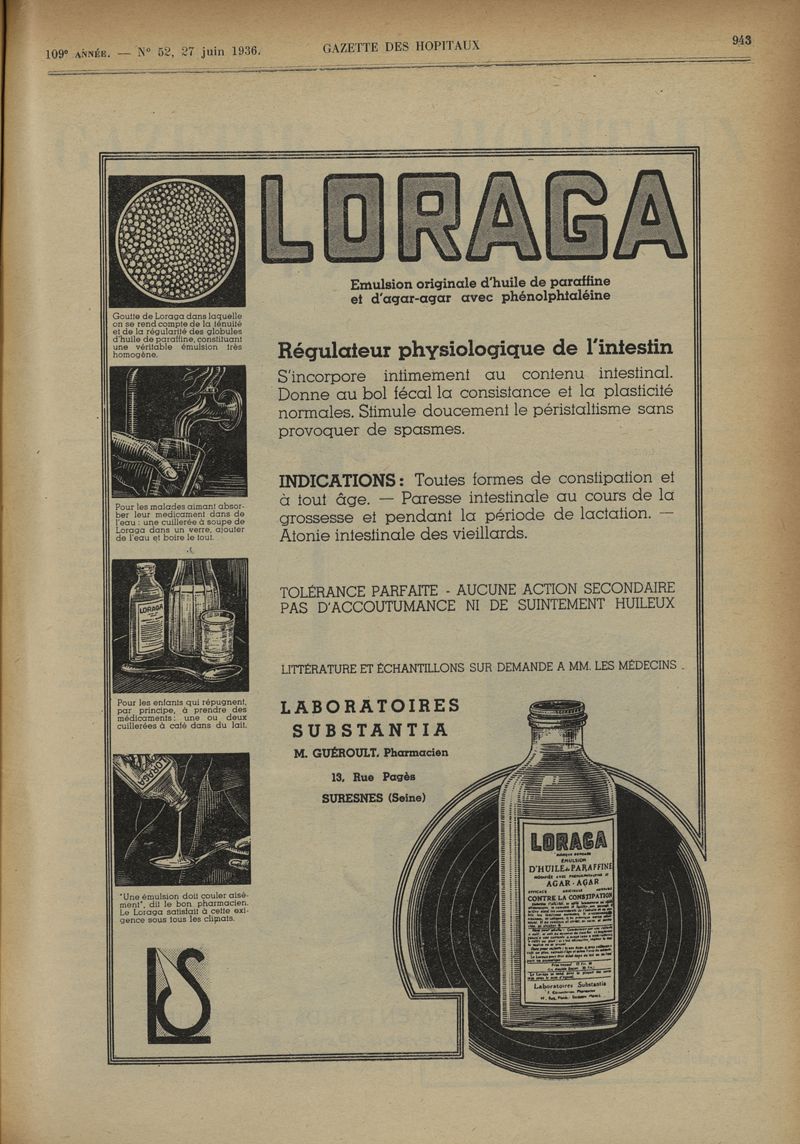 109e ANNÉE. — No 52, 27 juin 1936.
GAZETTE DES HOPITAUX
943
LORAGA
Emulsion originale d'huile de paraffine
et d'agar-agar avec phénolphtaléine
Goutte de Loraga dans laquelle
on se rend compte de la ténuité
et de la régularité des globules
d'huile de paraffine, constituant
une véritable émulsion très
homogène.
Régulateur physiologique de l'intestin
S'incorpore intimement au contenu intestinal.
Donne au bol fécal la consistance et la plasticité
normales. Stimule doucement le péristaltisme sans
provoquer de spasmes.
Pour les malades aimant absor-
ber leur medicament dans de
l'eau : une cuillerée à soupe de
Loraga dans un verre, ajouter
de l'eau et boire le tout.
INDICATIONS : Toutes formes de constipation et
à tout âge. — Paresse intestinale au cours de la
grossesse et pendant la période de lactation. —
Atonie intestinale des vieillards.
LORAGA
TOLÉRANCE PARFAITE - AUCUNE ACTION SECONDAIRE
PAS D'ACCOUTUMANCE NI DE SUINTEMENT HUILEUX
LITTÉRATURE ET ÉCHANTILLONS SUR DEMANDE A MM. LES MÉDECINS .
Pour les enfants qui répugnent,
par principe, à prendre des
médicaments : une ou deux
cuillerées à café dans du lait.
LABORATOIRES
SUBSTANTIA
M. GUÉROULT, Pharmacien
13, Rue Pagès
SURESNES (Seine)
LORAGA
"Une émulsion doit couler aisé-
ment", dit le bon pharmacien.
Le Loraga satisfait à cette exi-
gence sous tous les climats.
LS
LORAGA
ÉMULSION
D'HUILE de PARAFFINE
AGAR-AGAR
CONTRE LA CONSTIPATION
Laboratoires Substantia